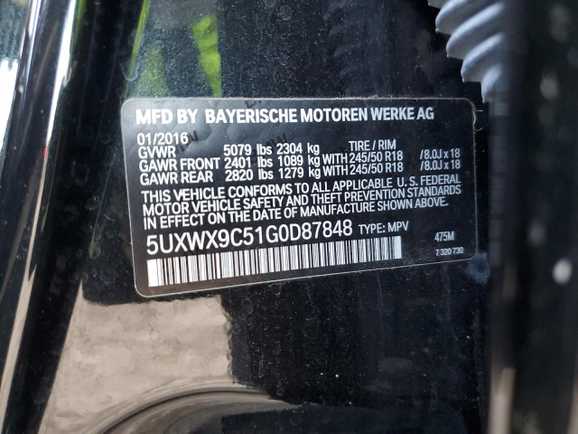 MFD BY BAYERISCHE MOTOREN WERKE AG
01/2016
GVWR 5079 lbs 2304 kg TIRE / RIM
GAWR FRONT 2401 lbs 1089 kg WITH 245/50 R18 /8.0J x 18
GAWR REAR 2820 lbs 1279 kg WITH 245/50 R18 /8.0J x 18
THIS VEHICLE CONFORMS TO ALL APPLICABLE U. S. FEDERAL
MOTOR VEHICLE SAFETY AND THEFT PREVENTION STANDARDS
IN EFFECT ON THE DATE OF MANUFACTURE SHOWN ABOVE.
5UXWX9C51G0D87848 TYPE: MPV 475M
7 320 730